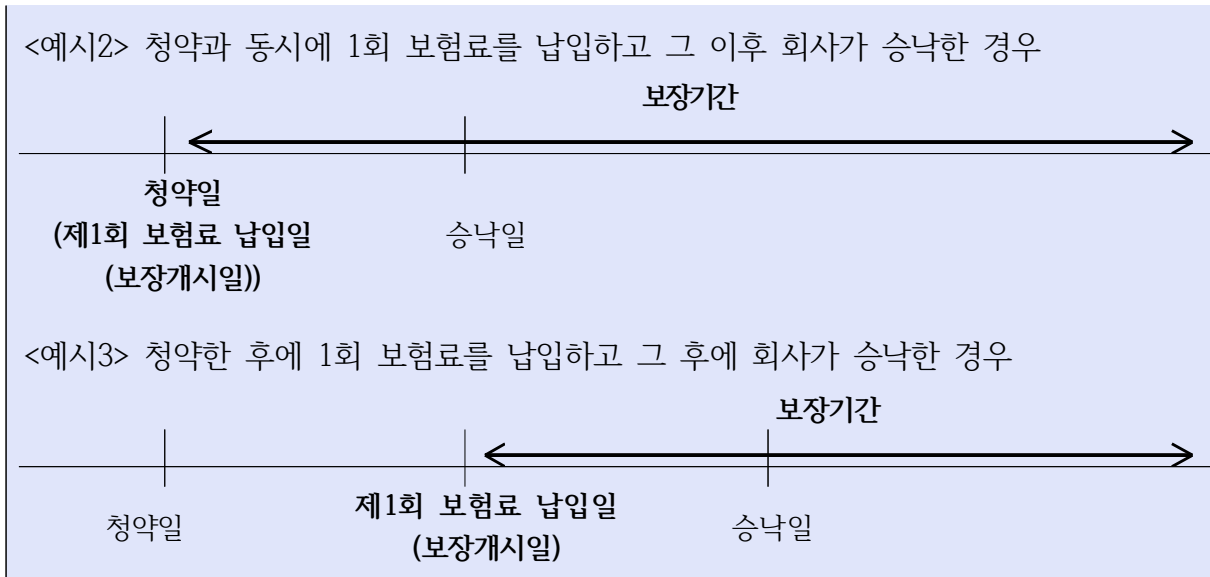 <예시2> 청약과 동시에 1회 보험료를 납입하고 그 이후 회사가 승낙한 경우
보장기간
청약일
(제1회 보험료 납입일
(보장개시일))
승낙일
<예시3> 청약한 후에 1회 보험료를 납입하고 그 후에 회사가 승낙한 경우
보장기간
청약일
제1회 보험료 납입일
(보장개시일)
승낙일